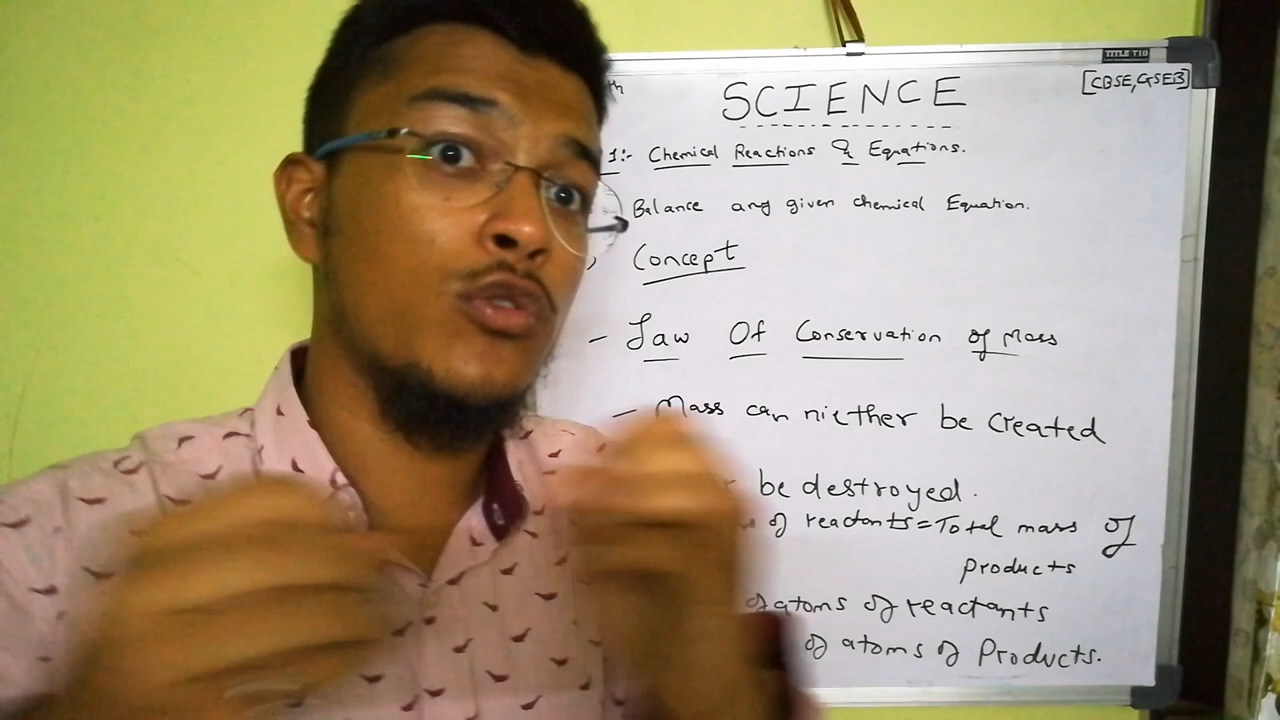 TITLE T10
th SCIENCE [CBSE, GSEB]
1:- Chemical Reactions & Equations.
Balance any given chemical Equation.
Concept
- Law Of Conservation of Mass
- Mass can niether be created
be destroyed.
of reactants = Total mass of
products
of atoms of reactants
of atoms of Products.